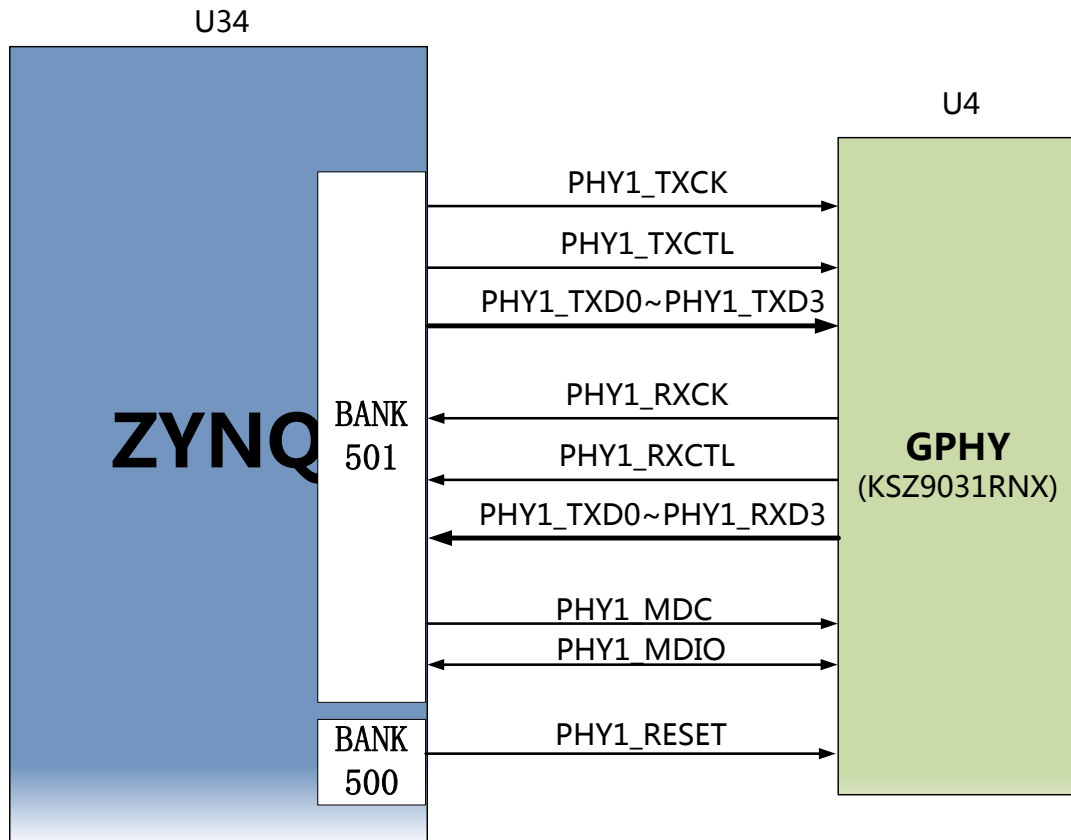 U34
U4
PHY1_TXCK
PHY1_TXCTL
PHY1_TXD0~PHY1_TXD3
PHY1_RXCK
PHY1_RXCTL
PHY1_TXD0~PHY1_RXD3
PHY1_MDC
PHY1_MDIO
PHY1_RESET
ZYNQ
BANK
501
BANK
500
GPHY
(KSZ9031RNX)